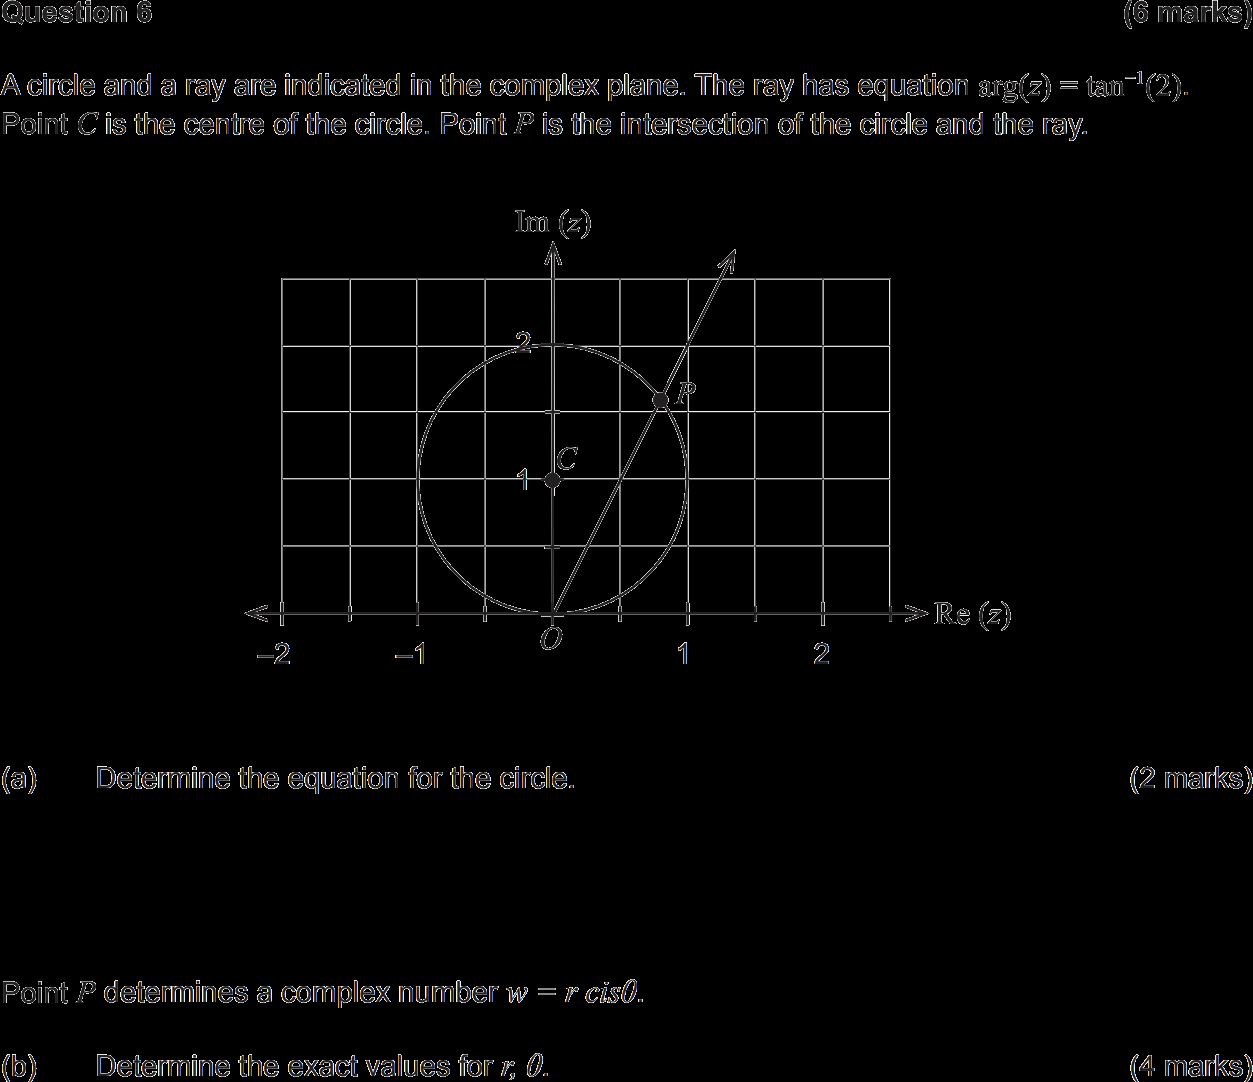 Question 6 (6 marks)
A circle and a ray are indicated in the complex plane. The ray has equation arg(z) = tan⁻¹(2).
Point C is the centre of the circle. Point P is the intersection of the circle and the ray.
Im (z)
2
P
C
1
Re (z)
O
–2 –1 1 2
(a) Determine the equation for the circle. (2 marks)
Point P determines a complex number w = r cisθ.
(b) Determine the exact values for r, θ. (4 marks)